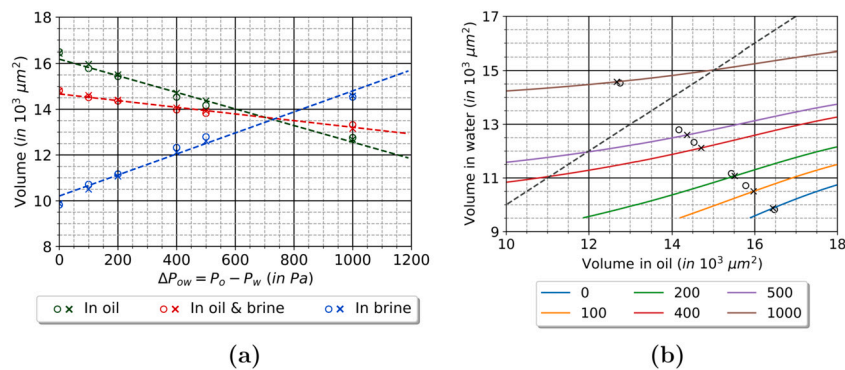 18
16
14
12
10
8
Volume (in 10³ μm²)
0 200 400 600 800 1000 1200
ΔP_ow = P_o − P_w (in Pa)
In oil In oil & brine In brine
(a)
17
15
13
11
9
Volume in water (in 10³ μm²)
10 12 14 16 18
Volume in oil (in 10³ μm²)
0 200 500
100 400 1000
(b)